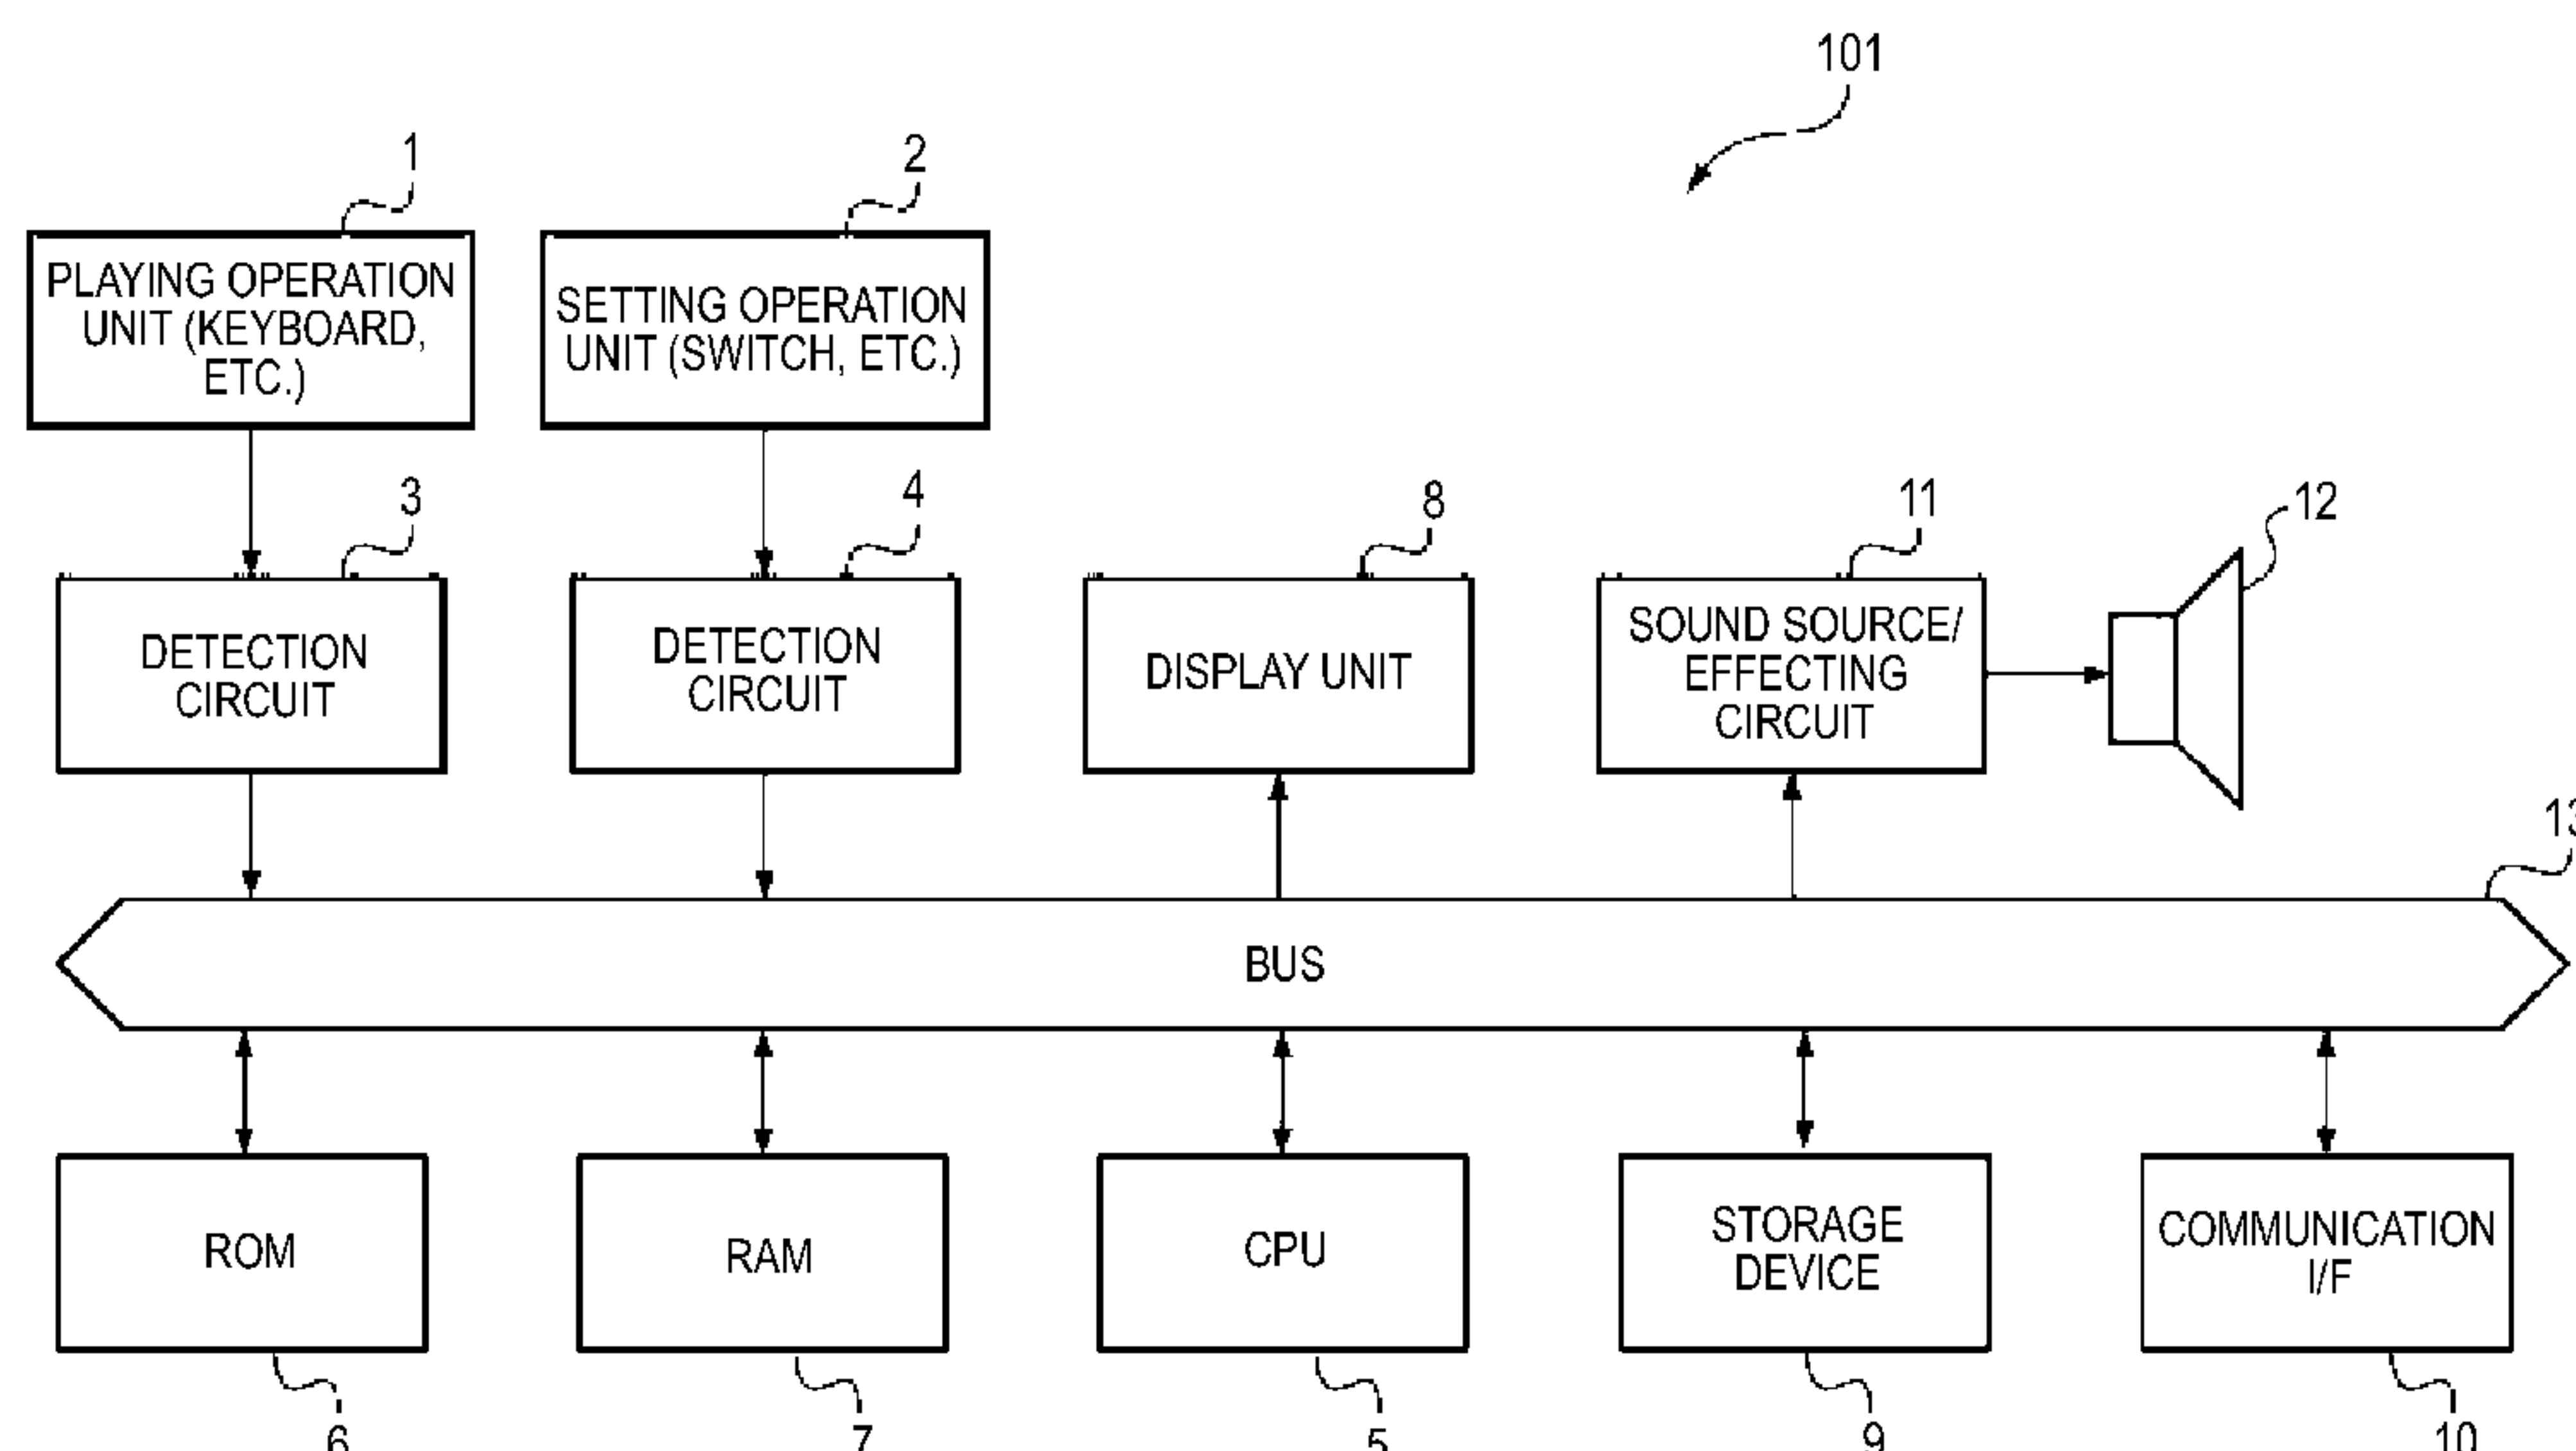 101
1
2
PLAYING OPERATION
UNIT (KEYBOARD,
ETC.)
SETTING OPERATION
UNIT (SWITCH, ETC.)
3
4
8
11
12
DETECTION
CIRCUIT
DETECTION
CIRCUIT
DISPLAY UNIT
SOUND SOURCE/
EFFECTING
CIRCUIT
13
BUS
ROM
RAM
CPU
STORAGE
DEVICE
COMMUNICATION
I/F
6
7
5
9
10